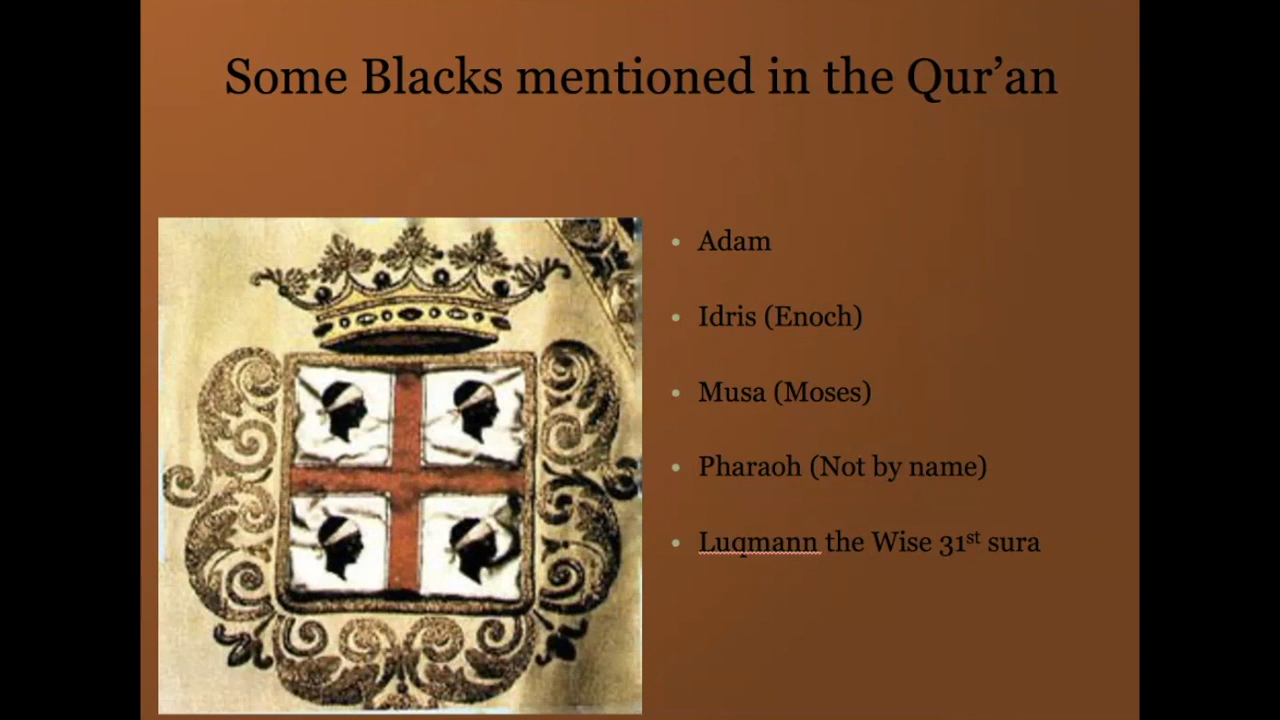 Some Blacks mentioned in the Qur’an
Adam
Idris (Enoch)
Musa (Moses)
Pharaoh (Not by name)
Luqmann the Wise 31st sura